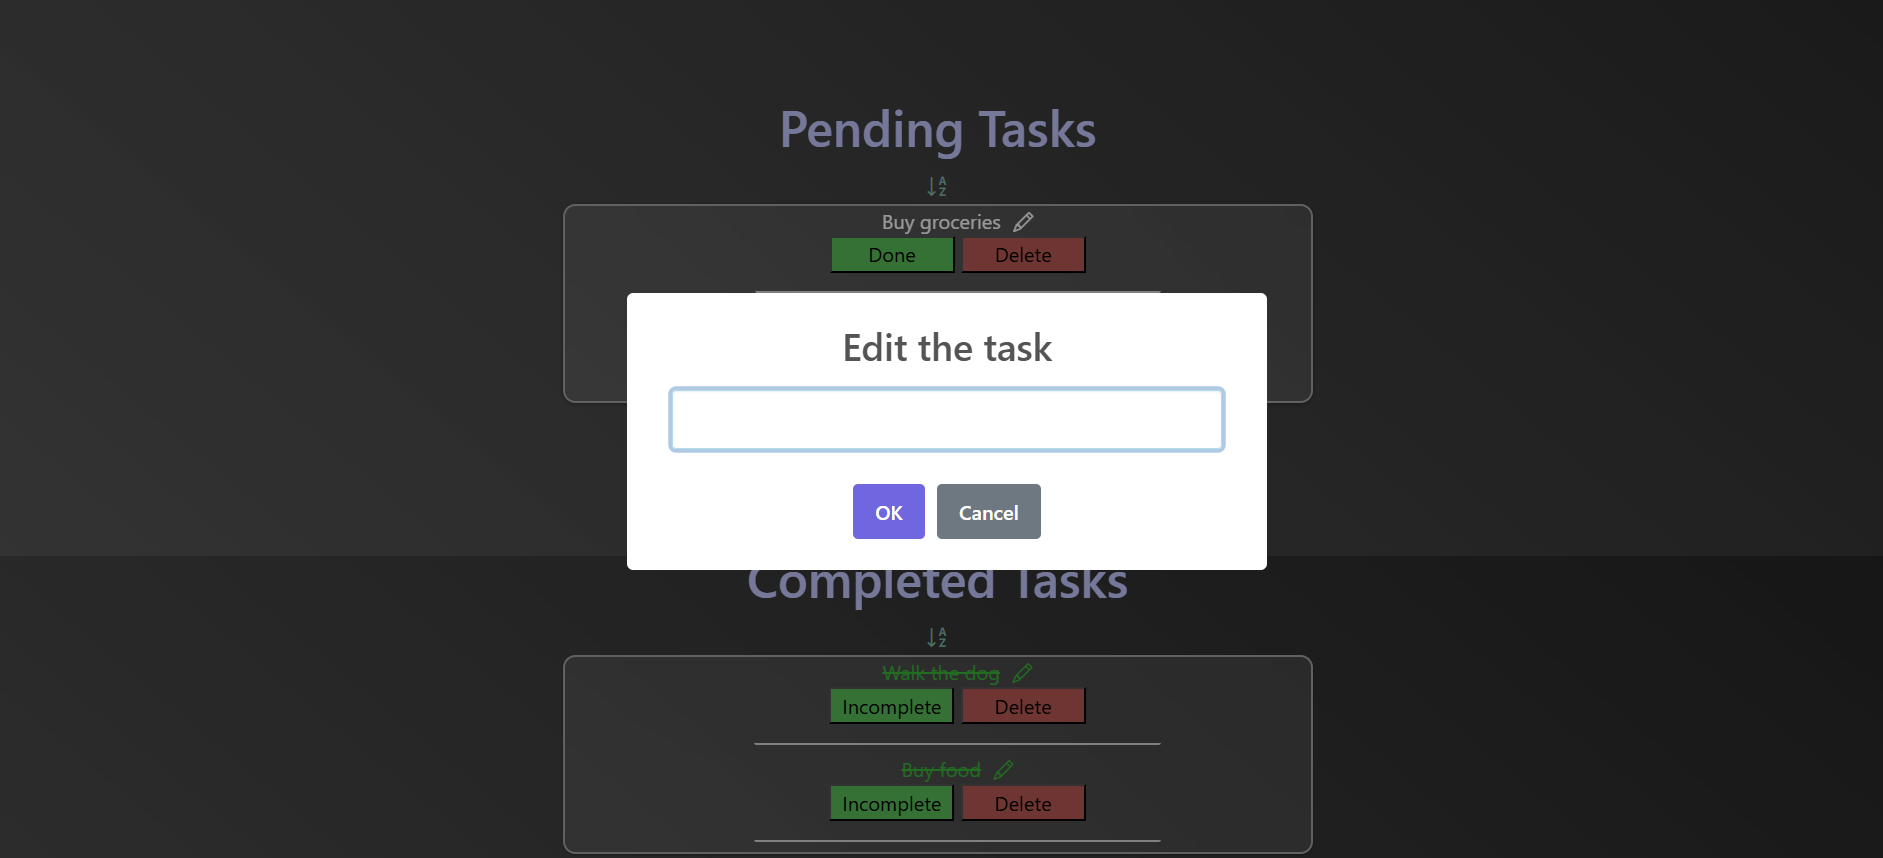 Pending Tasks
A
Z
Buy groceries
Done Delete
Edit the task
OK Cancel
Completed Tasks
A
Z
Walk the dog
Incomplete Delete
Buy food
Incomplete Delete